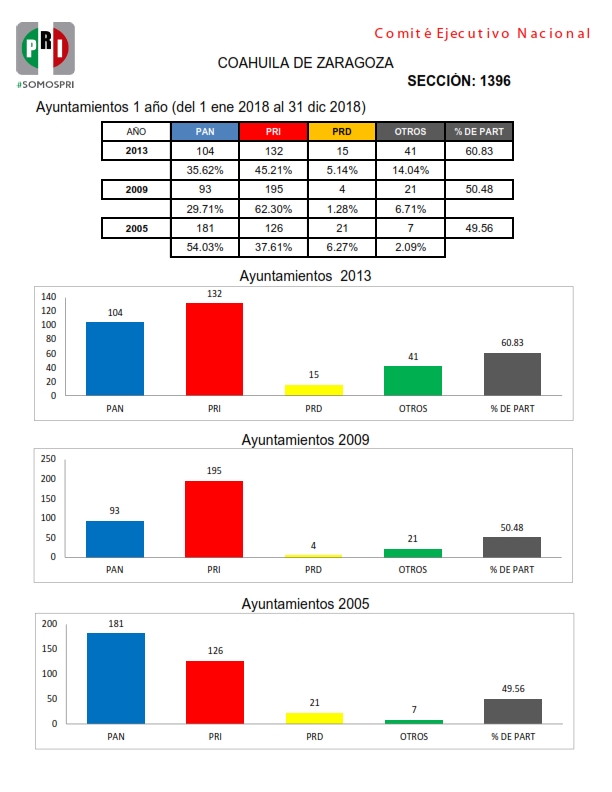 Comité Ejecutivo Nacional
PRI
#SOMOSPRI
COAHUILA DE ZARAGOZA
SECCIÓN: 1396
Ayuntamientos 1 año (del 1 ene 2018 al 31 dic 2018)
AÑO PAN PRI PRD OTROS % DE PART
2013 104 132 15 41 60.83
35.62% 45.21% 5.14% 14.04%
2009 93 195 4 21 50.48
29.71% 62.30% 1.28% 6.71%
2005 181 126 21 7 49.56
54.03% 37.61% 6.27% 2.09%
Ayuntamientos 2013
140
120
100
80
60
40
20
0
104 132 15 41 60.83
PAN PRI PRD OTROS % DE PART
Ayuntamientos 2009
250
200
150
100
50
0
93 195 4 21 50.48
PAN PRI PRD OTROS % DE PART
Ayuntamientos 2005
200
150
100
50
0
181 126 21 7 49.56
PAN PRI PRD OTROS % DE PART